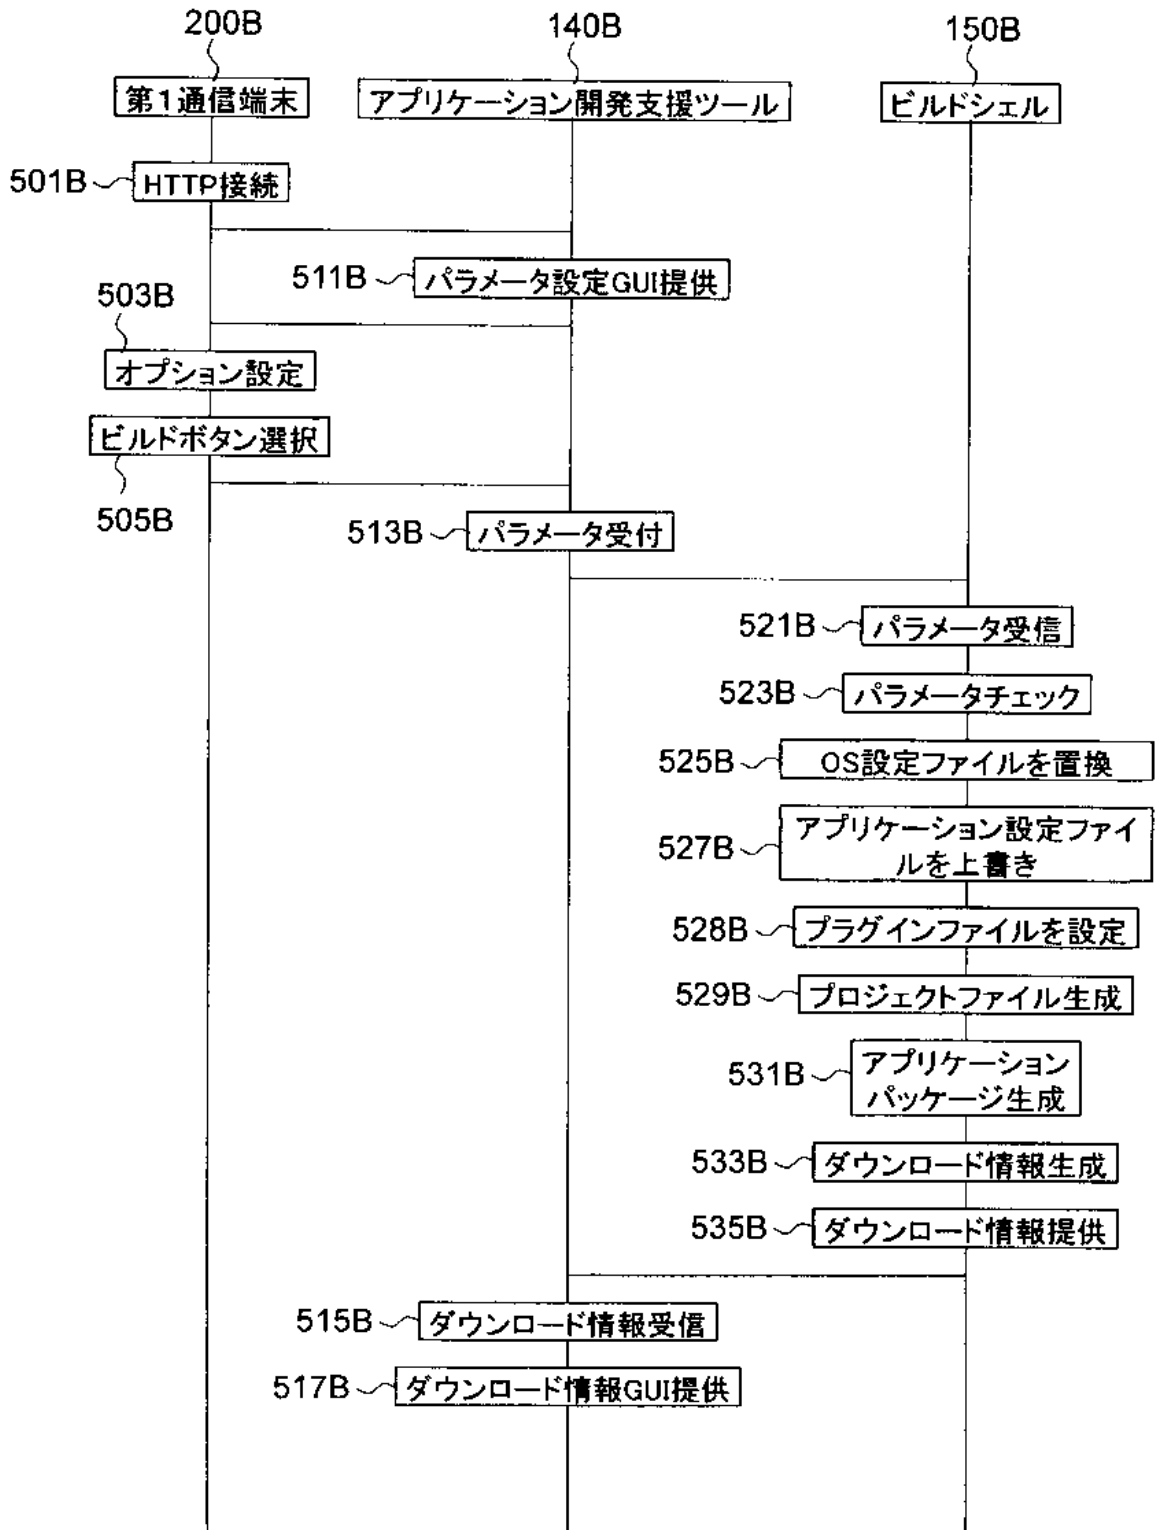 200B
140B
150B
第1通信端末
アプリケーション開発支援ツール
ビルドシェル
501B
HTTP接続
511B
パラメータ設定GUI提供
503B
オプション設定
ビルドボタン選択
505B
513B
パラメータ受付
521B
パラメータ受信
523B
パラメータチェック
525B
OS設定ファイルを置換
527B
アプリケーション設定ファイ
ルを上書き
528B
プラグインファイルを設定
529B
プロジェクトファイル生成
531B
アプリケーション
パッケージ生成
533B
ダウンロード情報生成
535B
ダウンロード情報提供
515B
ダウンロード情報受信
517B
ダウンロード情報GUI提供